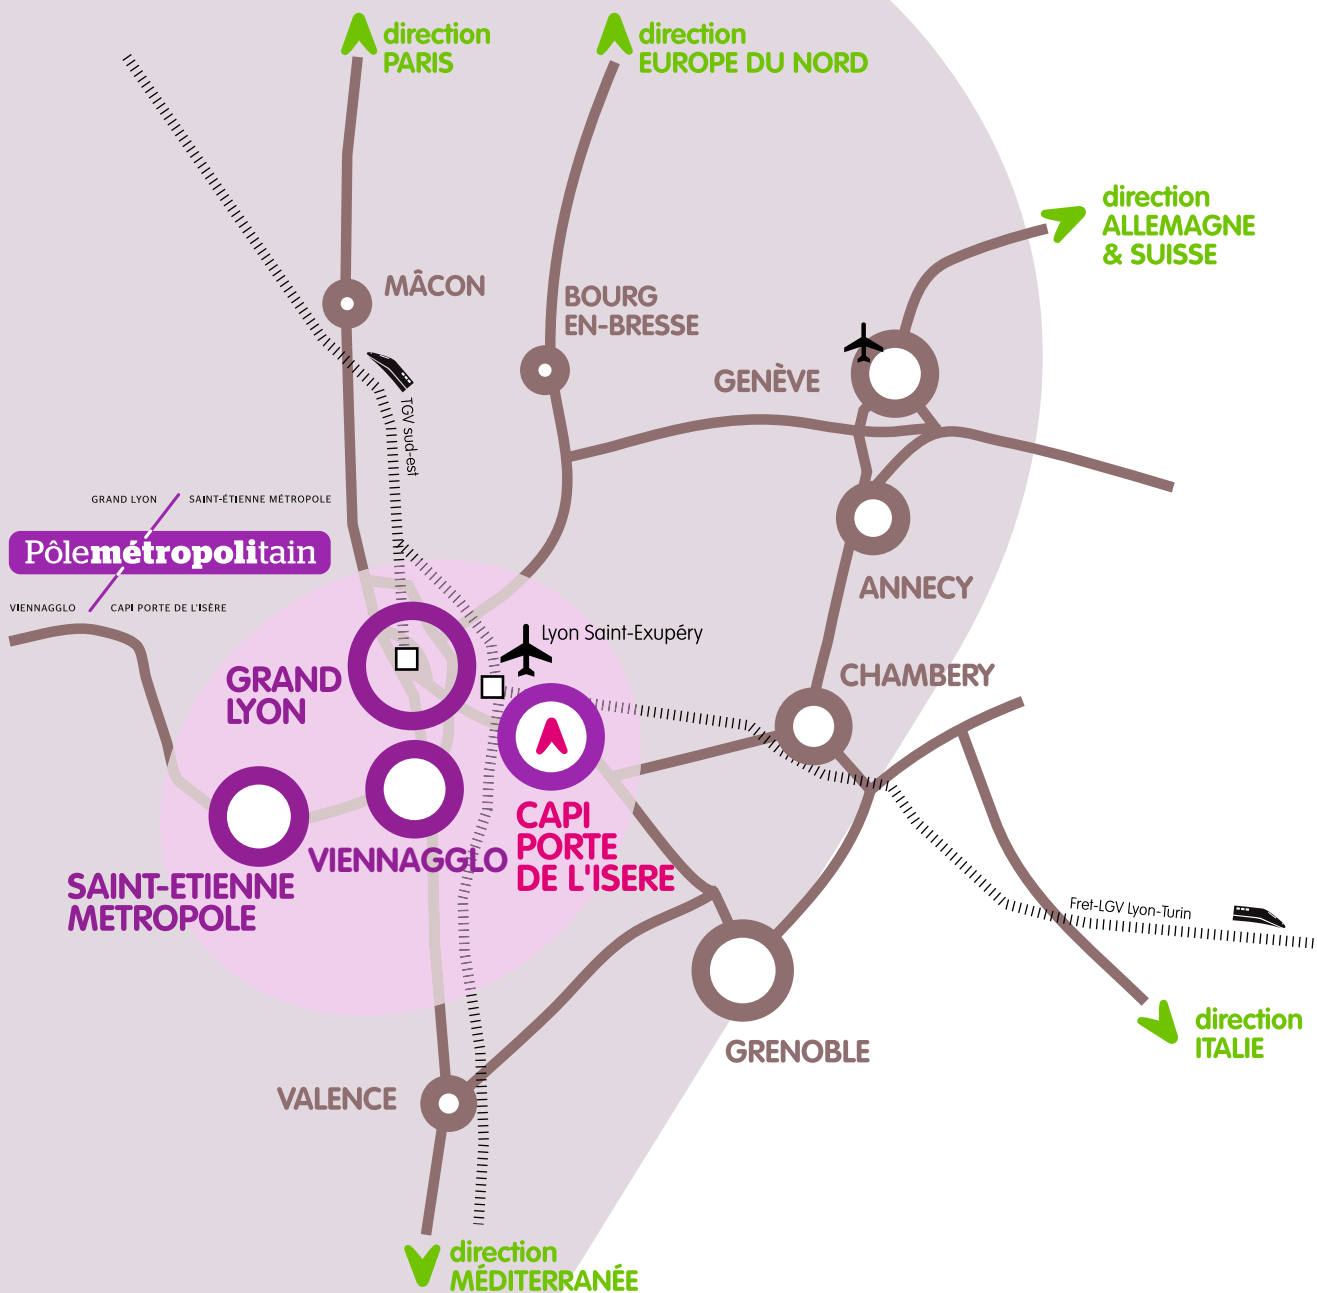 direction
PARIS
direction
EUROPE DU NORD
direction
ALLEMAGNE
& SUISSE
MÂCON
BOURG
EN-BRESSE
GENÈVE
TGV sud-est
GRAND LYON
SAINT-ÉTIENNE MÉTROPOLE
Pôlemétropolitain
VIENNAGGLO
CAPI PORTE DE L'ISÈRE
ANNECY
Lyon Saint-Exupéry
GRAND
LYON
CHAMBERY
CAPI
PORTE
DE L'ISERE
VIENNAGGLO
SAINT-ETIENNE
METROPOLE
Fret-LGV Lyon-Turin
direction
ITALIE
GRENOBLE
VALENCE
direction
MÉDITERRANÉE